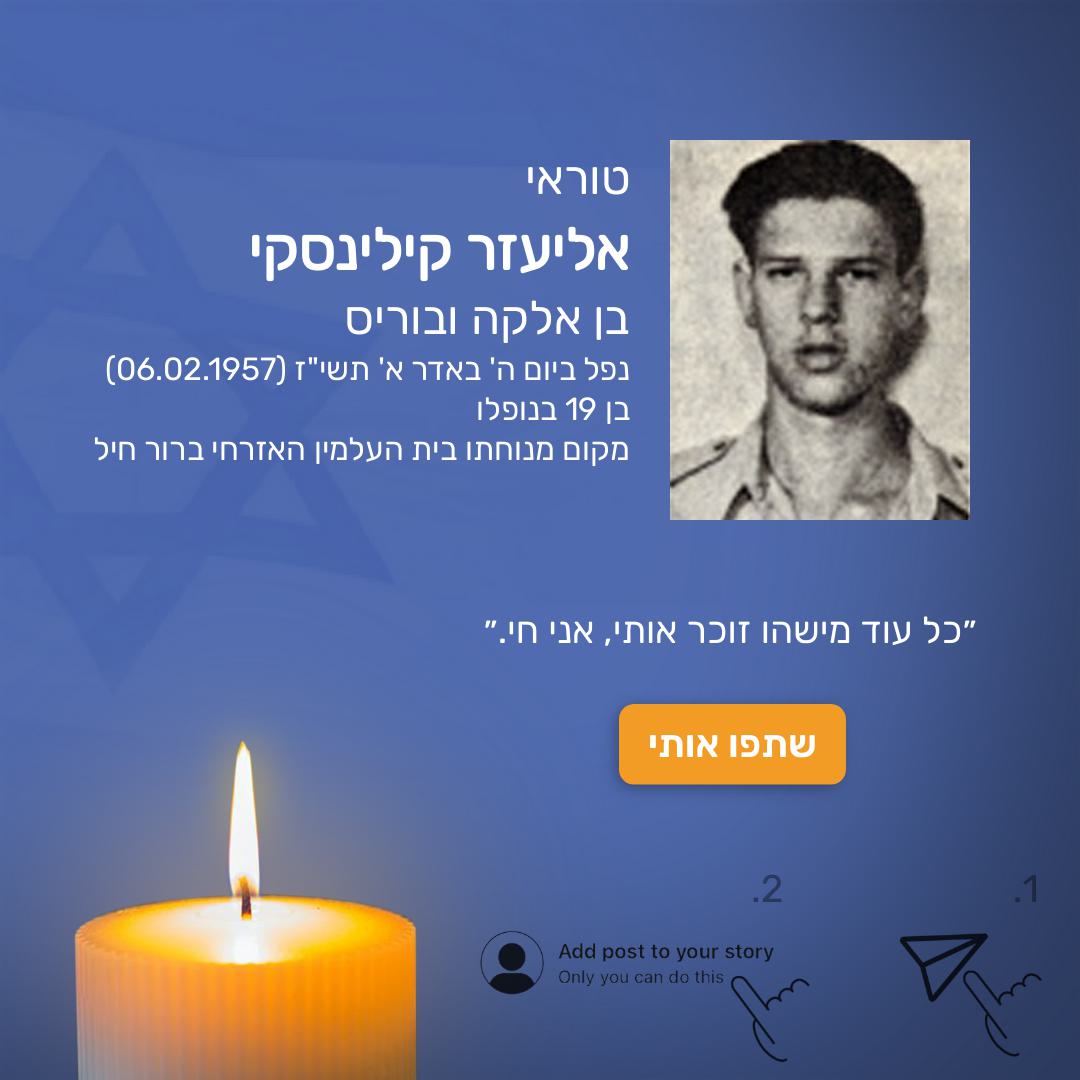 טוראי
אליעזר קילינסקי
בן אלקה ובוריס
נפל ביום ה' באדר א' תשי"ז (06.02.1957)
בן 19 בנופלו
מקום מנוחתו בית העלמין האזרחי ברור חיל
״כל עוד מישהו זוכר אותי, אני חי.״
שתפו אותי
.1
.2
Add post to your story
Only you can do this